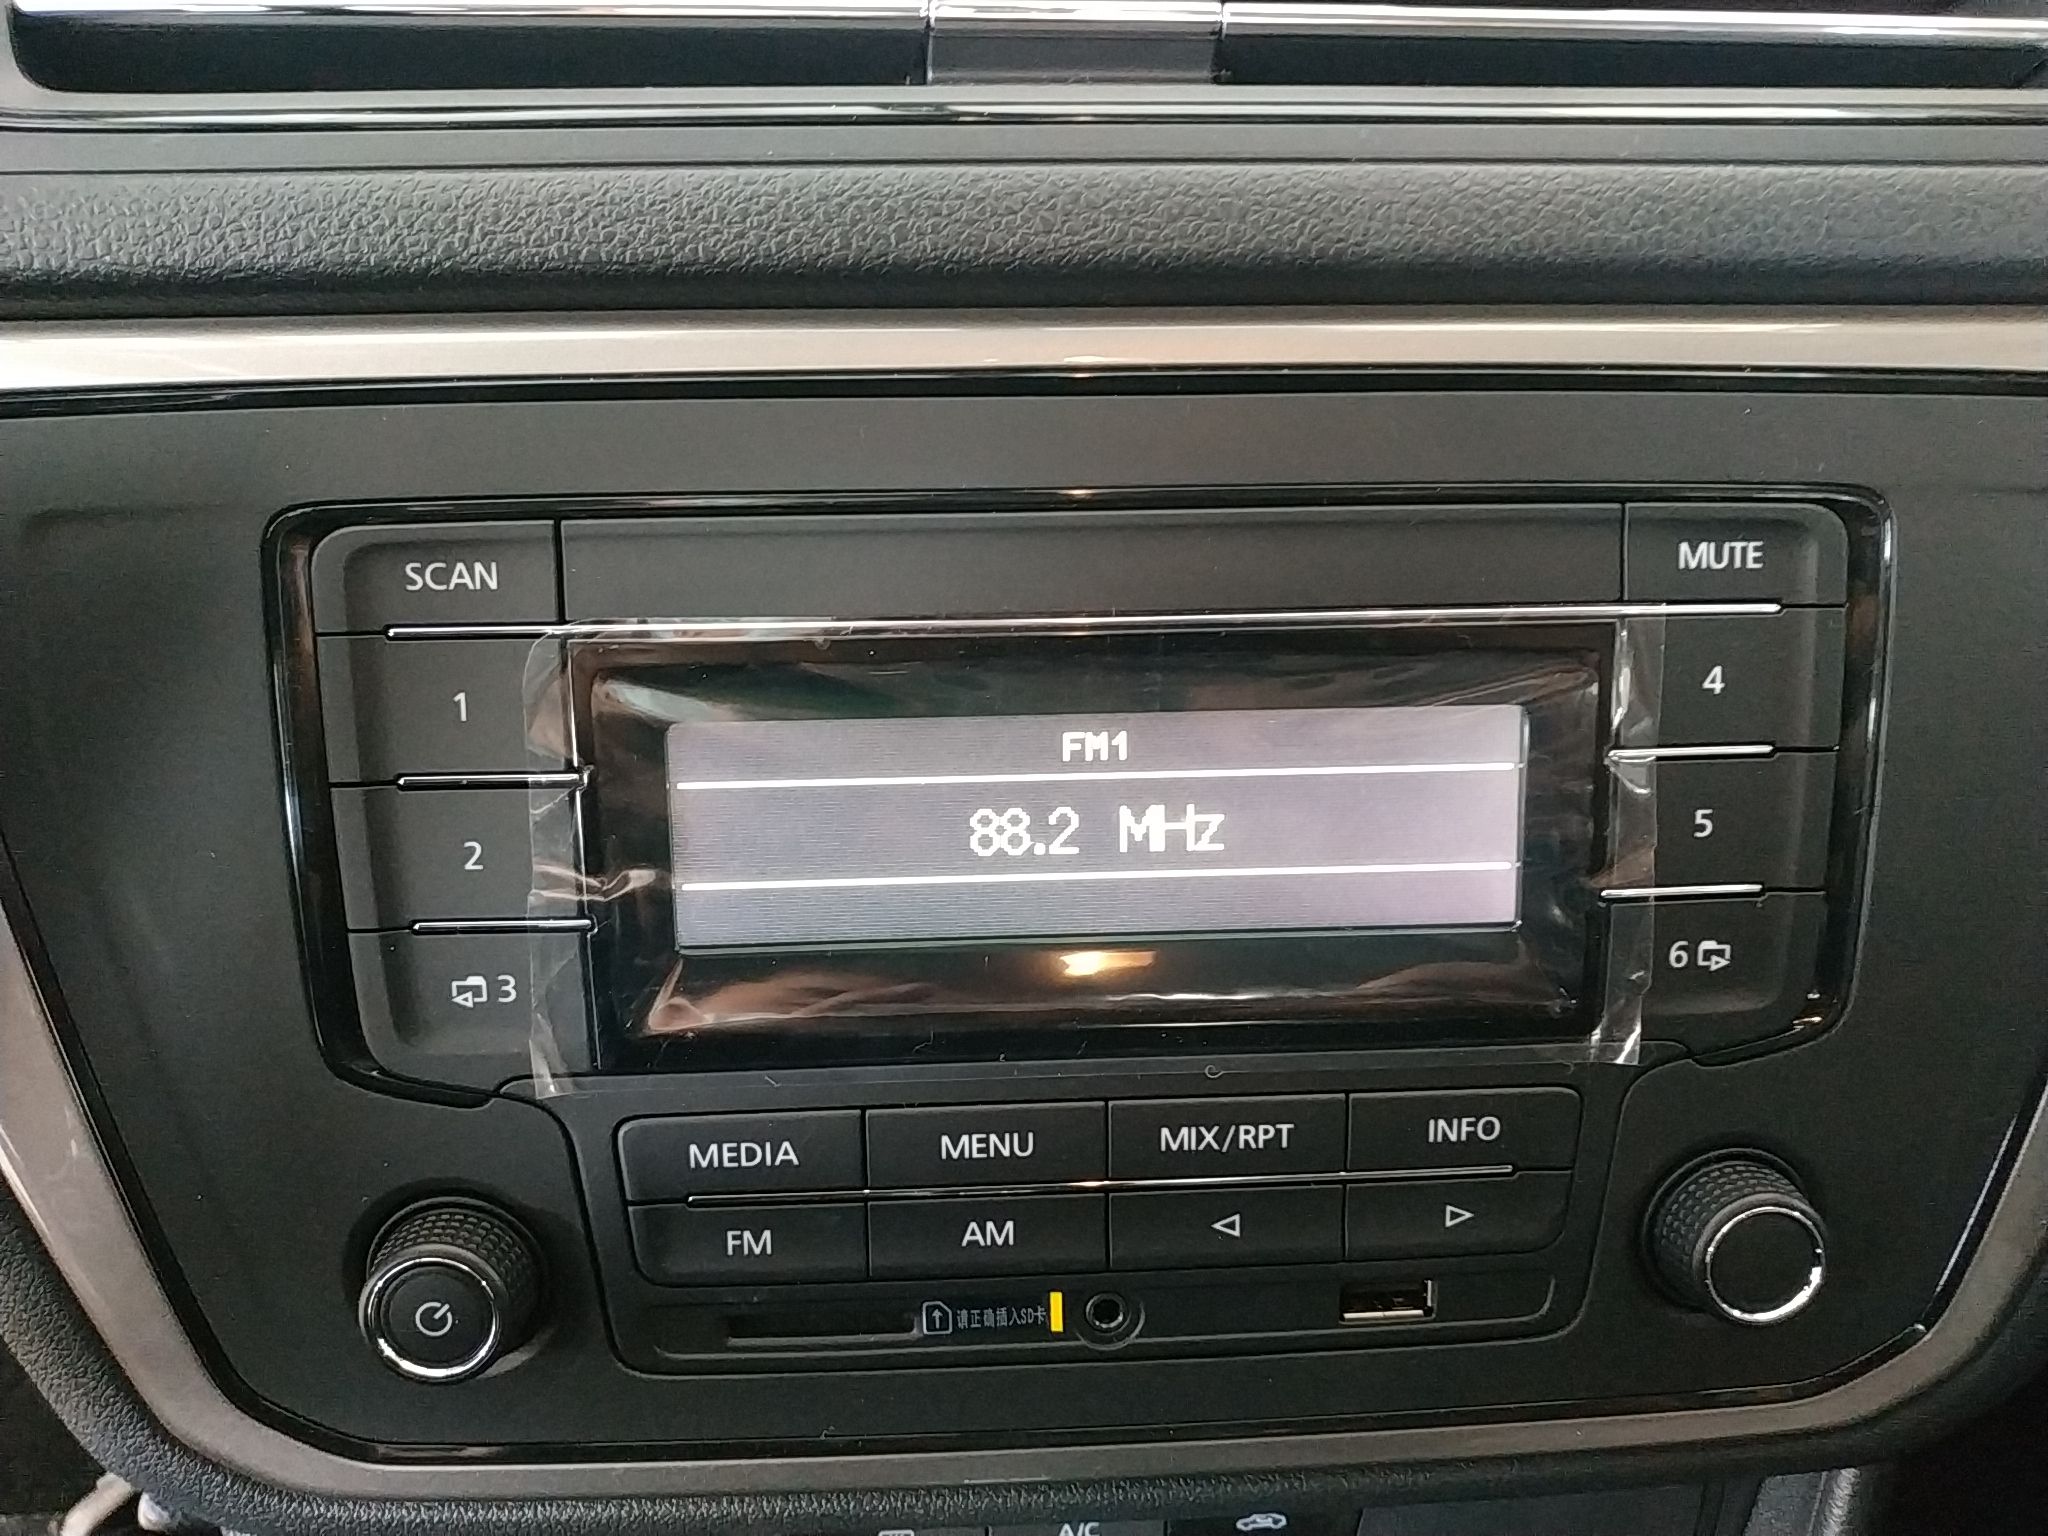 SCAN
MUTE
1
4
FM1
88.2 MHz
2
5
3
6
MEDIA
MENU
MIX/RPT
INFO
FM
AM
请正确插入SD卡
A/C